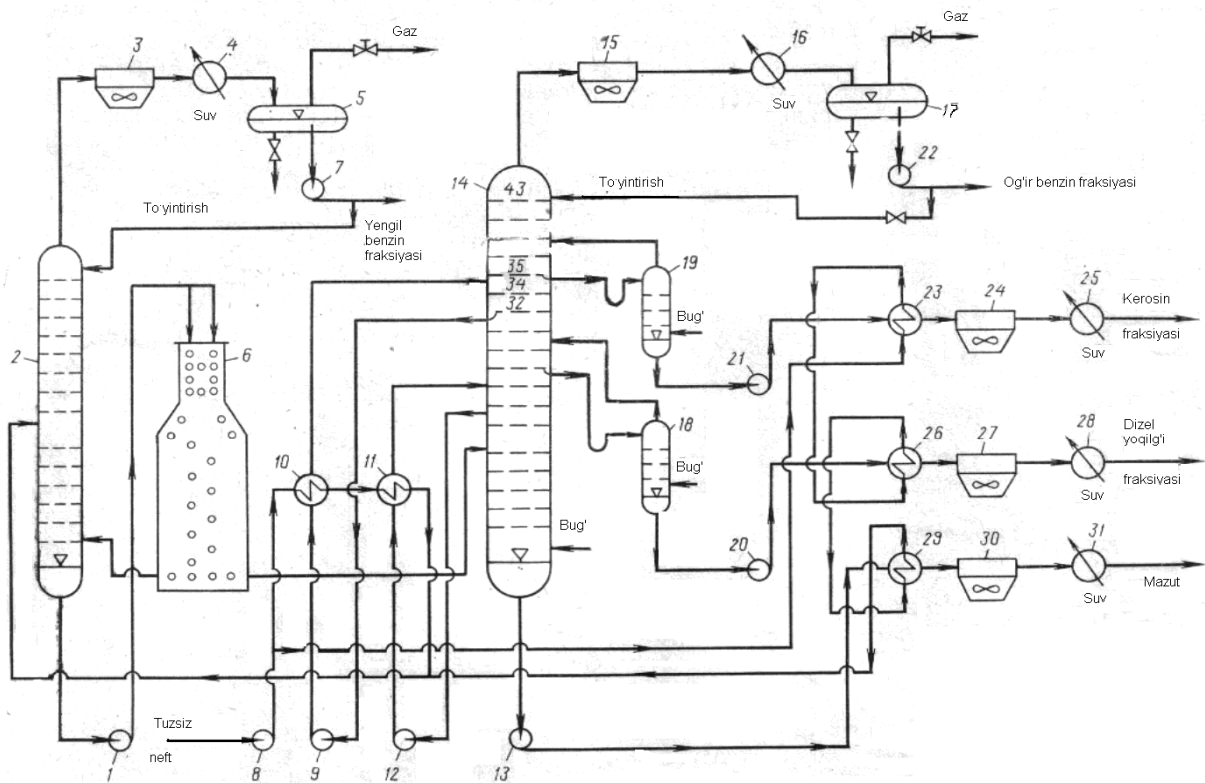 Gaz
3
4
5
Suv
7
To'yintirish
Yengil
benzin
fraksiyasi
2
6
Gaz
15
16
17
Suv
22
14
43
To'yintirish
Og'ir benzin fraksiyasi
35
34
32
19
Bug'
21
23
24
25
Suv
Kerosin
fraksiyasi
10
11
18
Bug'
20
26
27
28
Suv
Dizel
yoqilg'i
fraksiyasi
Bug'
29
30
31
Suv
Mazut
Tuzsiz
neft
1
8
9
12
13